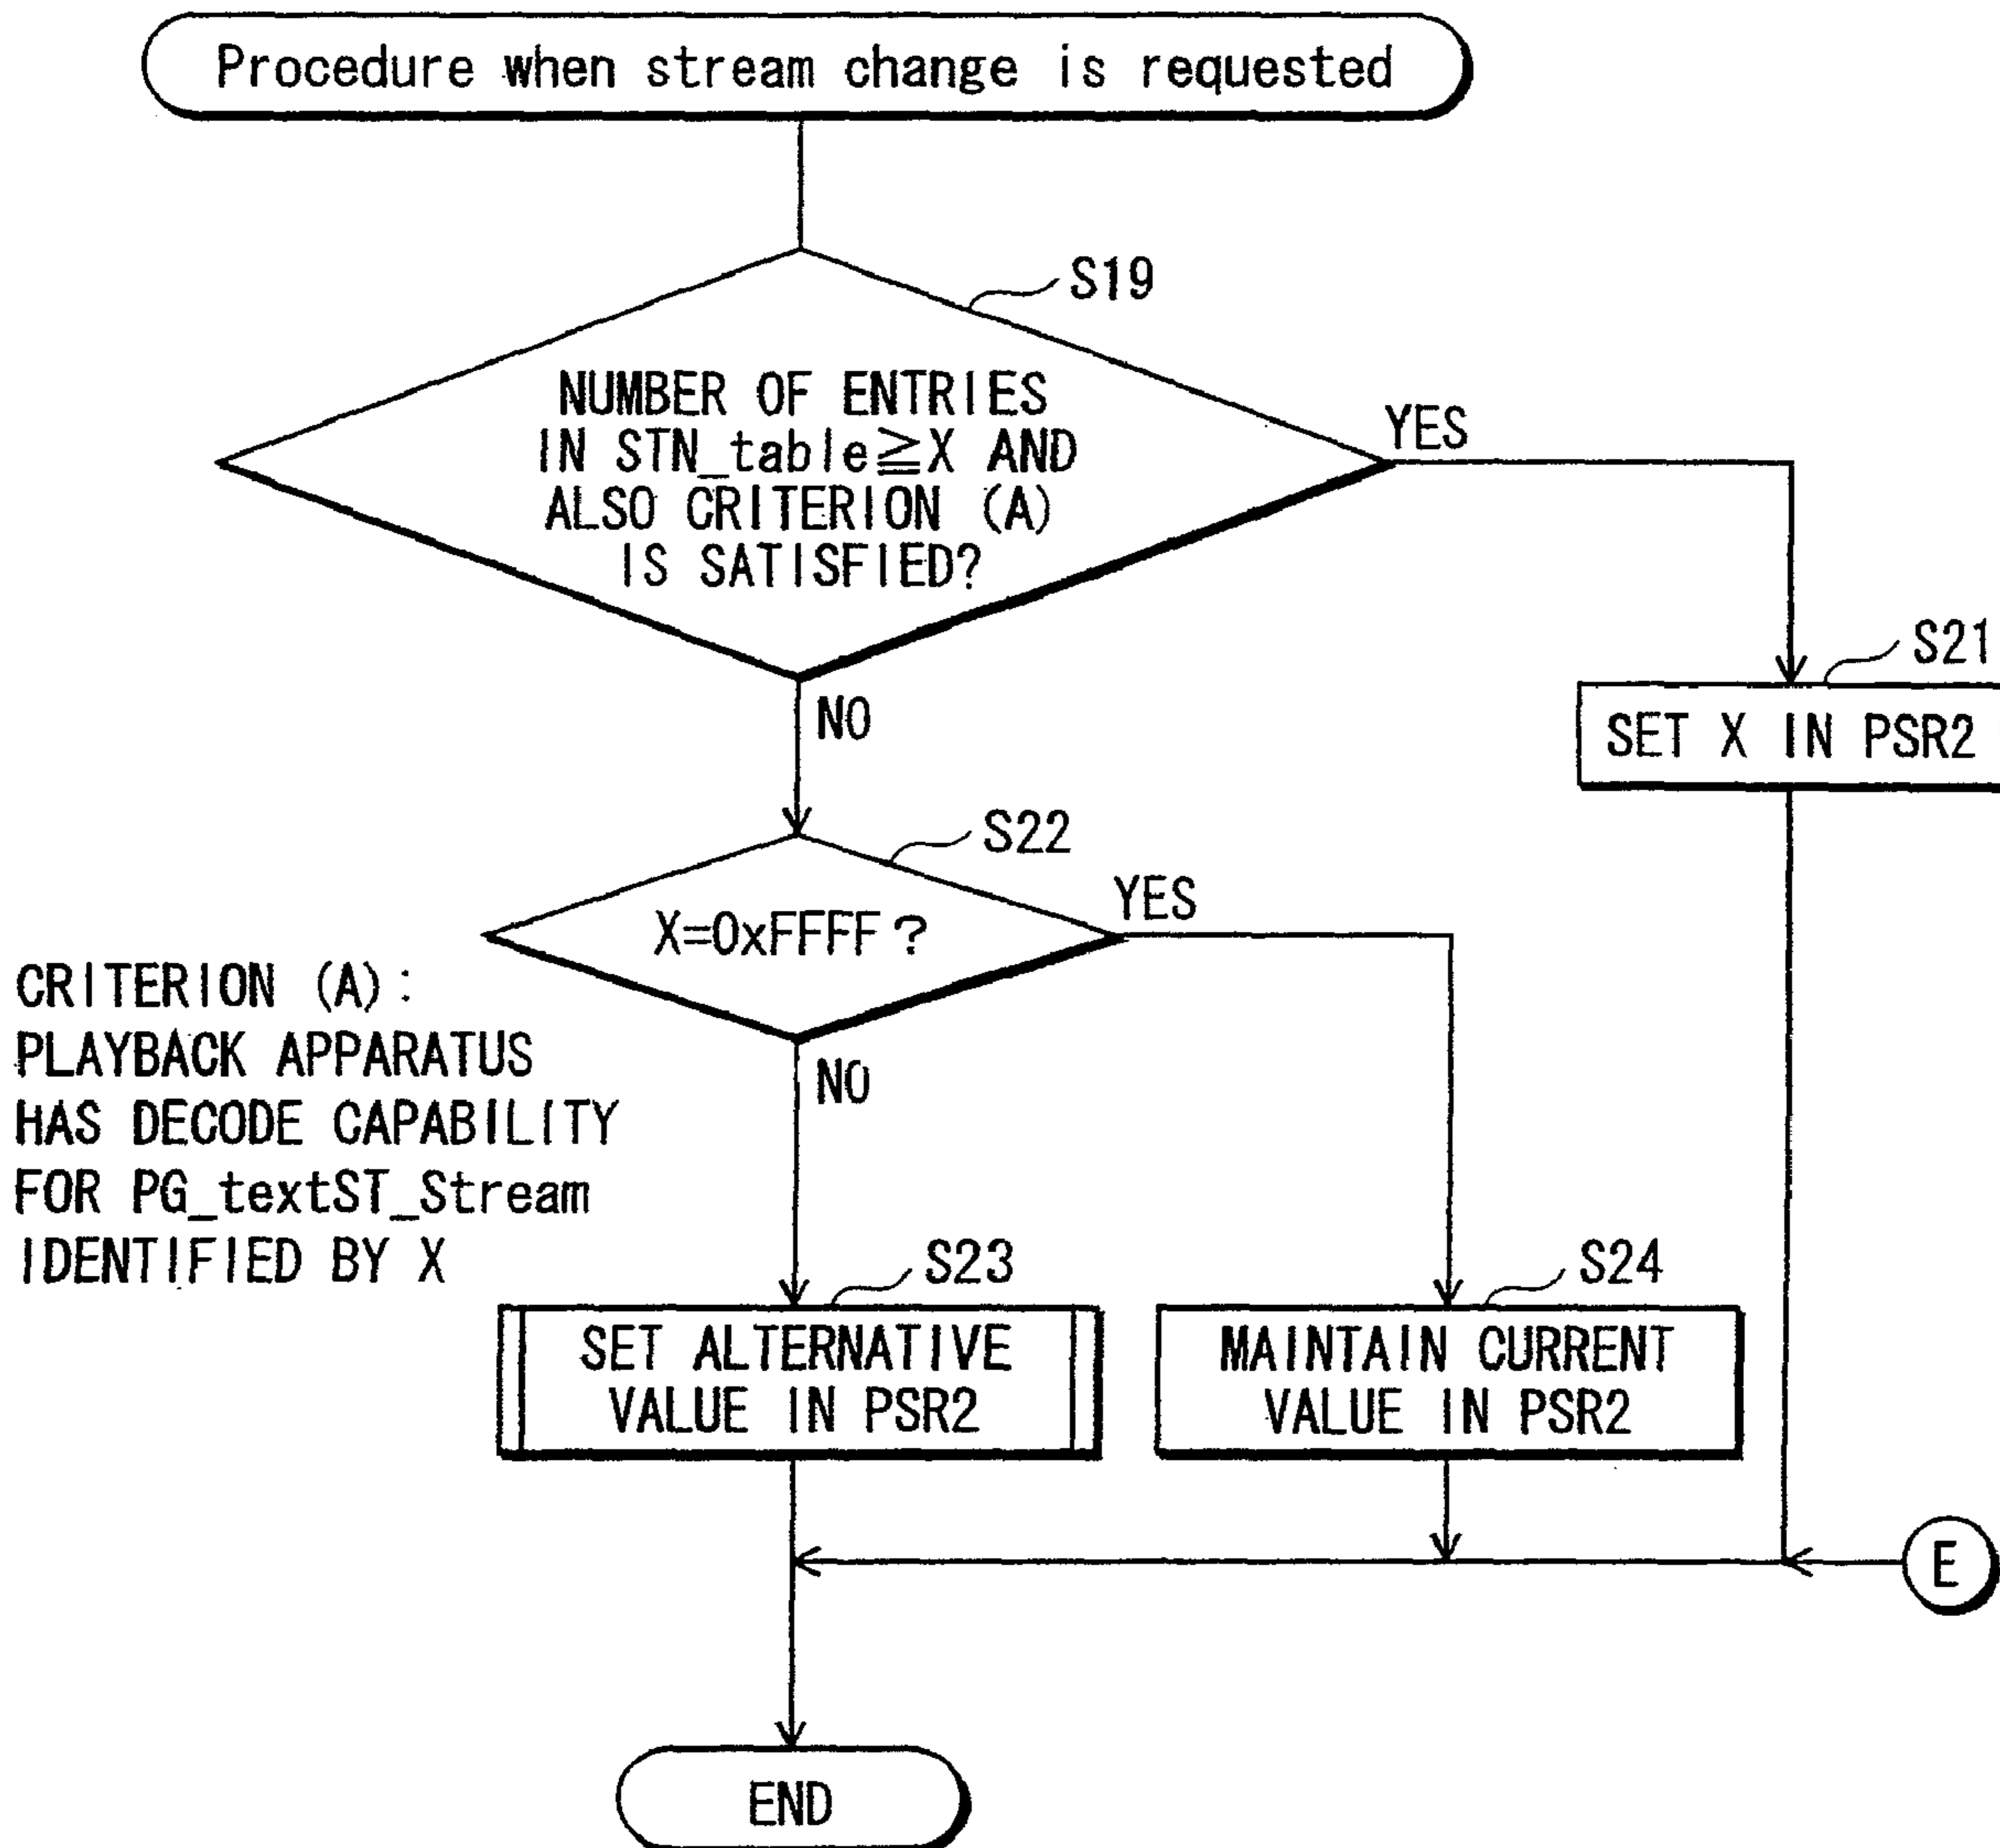 Procedure when stream change is requested
S19
NUMBER OF ENTRIES
IN STN_table≧X AND
ALSO CRITERION (A)
IS SATISFIED?
YES
S21
SET X IN PSR2
NO
S22
X=0xFFFF?
YES
CRITERION (A):
PLAYBACK APPARATUS
HAS DECODE CAPABILITY
FOR PG_textST_Stream
IDENTIFIED BY X
NO
S23
SET ALTERNATIVE
VALUE IN PSR2
S24
MAINTAIN CURRENT
VALUE IN PSR2
E
END